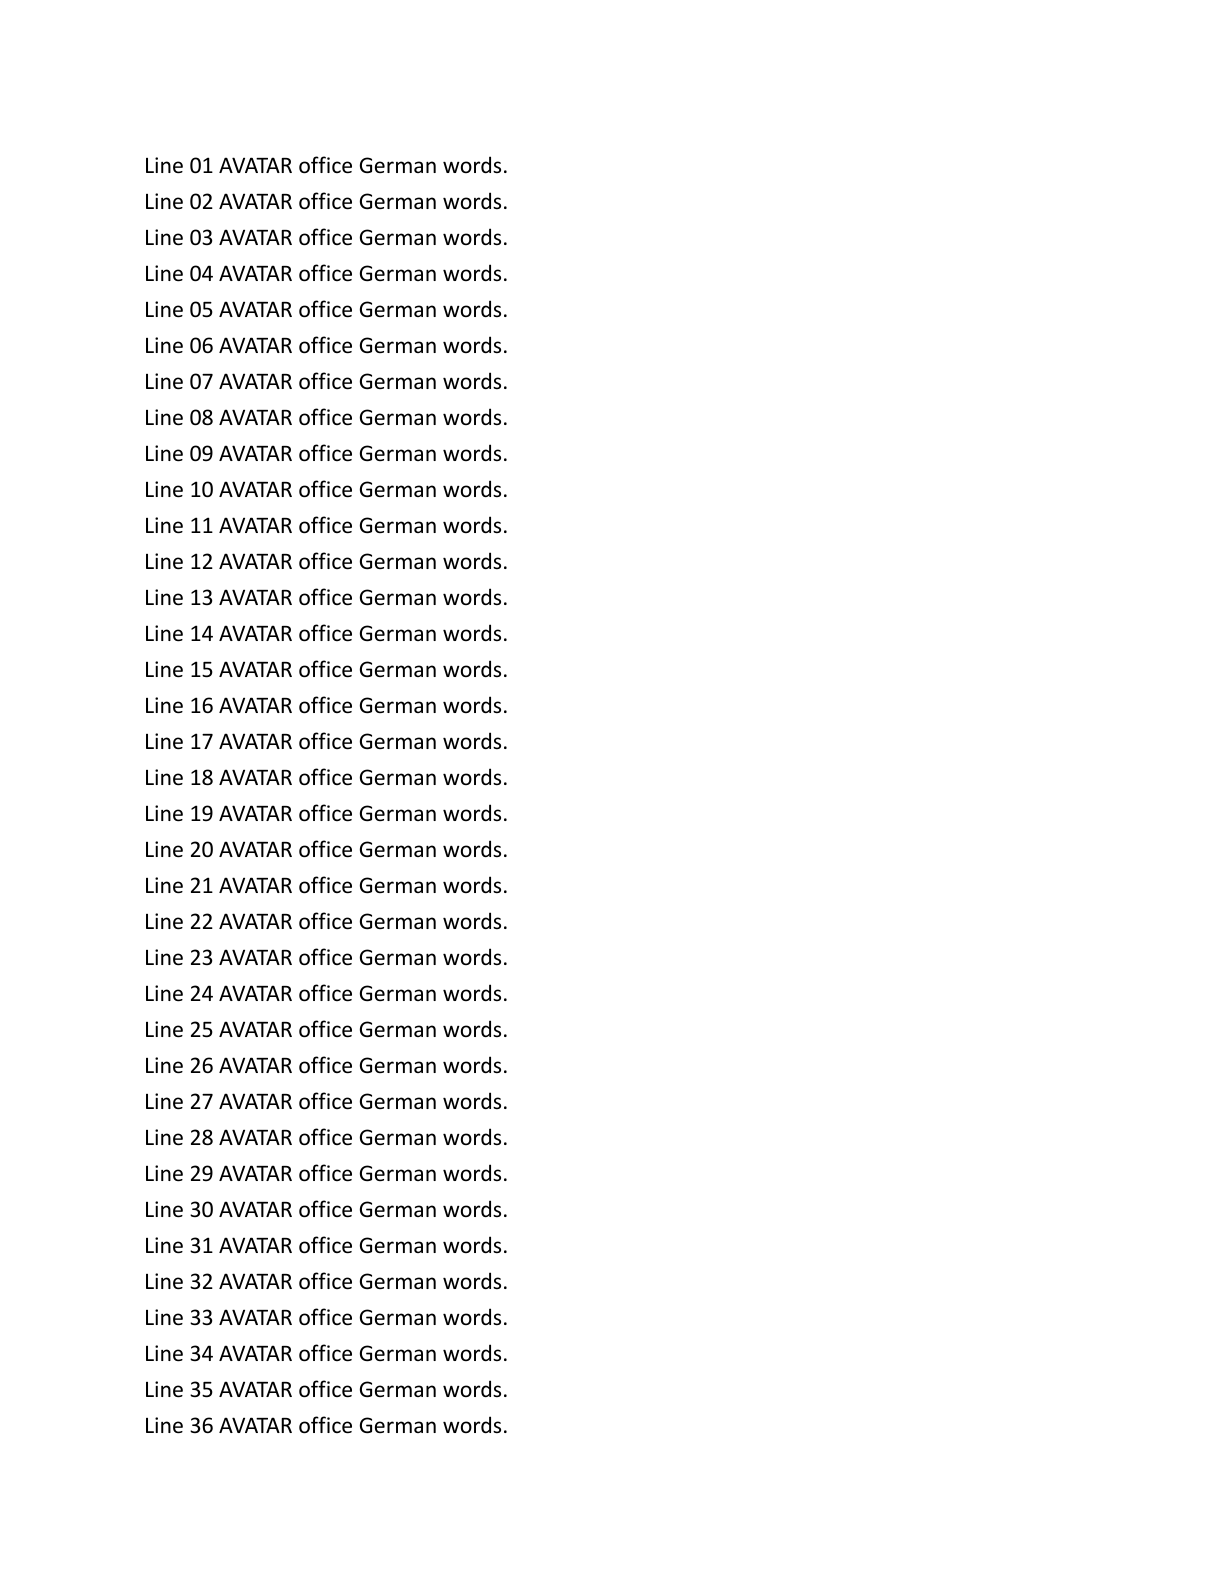 Line 01 AVATAR office German words.
Line 02 AVATAR office German words.
Line 03 AVATAR office German words.
Line 04 AVATAR office German words.
Line 05 AVATAR office German words.
Line 06 AVATAR office German words.
Line 07 AVATAR office German words.
Line 08 AVATAR office German words.
Line 09 AVATAR office German words.
Line 10 AVATAR office German words.
Line 11 AVATAR office German words.
Line 12 AVATAR office German words.
Line 13 AVATAR office German words.
Line 14 AVATAR office German words.
Line 15 AVATAR office German words.
Line 16 AVATAR office German words.
Line 17 AVATAR office German words.
Line 18 AVATAR office German words.
Line 19 AVATAR office German words.
Line 20 AVATAR office German words.
Line 21 AVATAR office German words.
Line 22 AVATAR office German words.
Line 23 AVATAR office German words.
Line 24 AVATAR office German words.
Line 25 AVATAR office German words.
Line 26 AVATAR office German words.
Line 27 AVATAR office German words.
Line 28 AVATAR office German words.
Line 29 AVATAR office German words.
Line 30 AVATAR office German words.
Line 31 AVATAR office German words.
Line 32 AVATAR office German words.
Line 33 AVATAR office German words.
Line 34 AVATAR office German words.
Line 35 AVATAR office German words.
Line 36 AVATAR office German words.